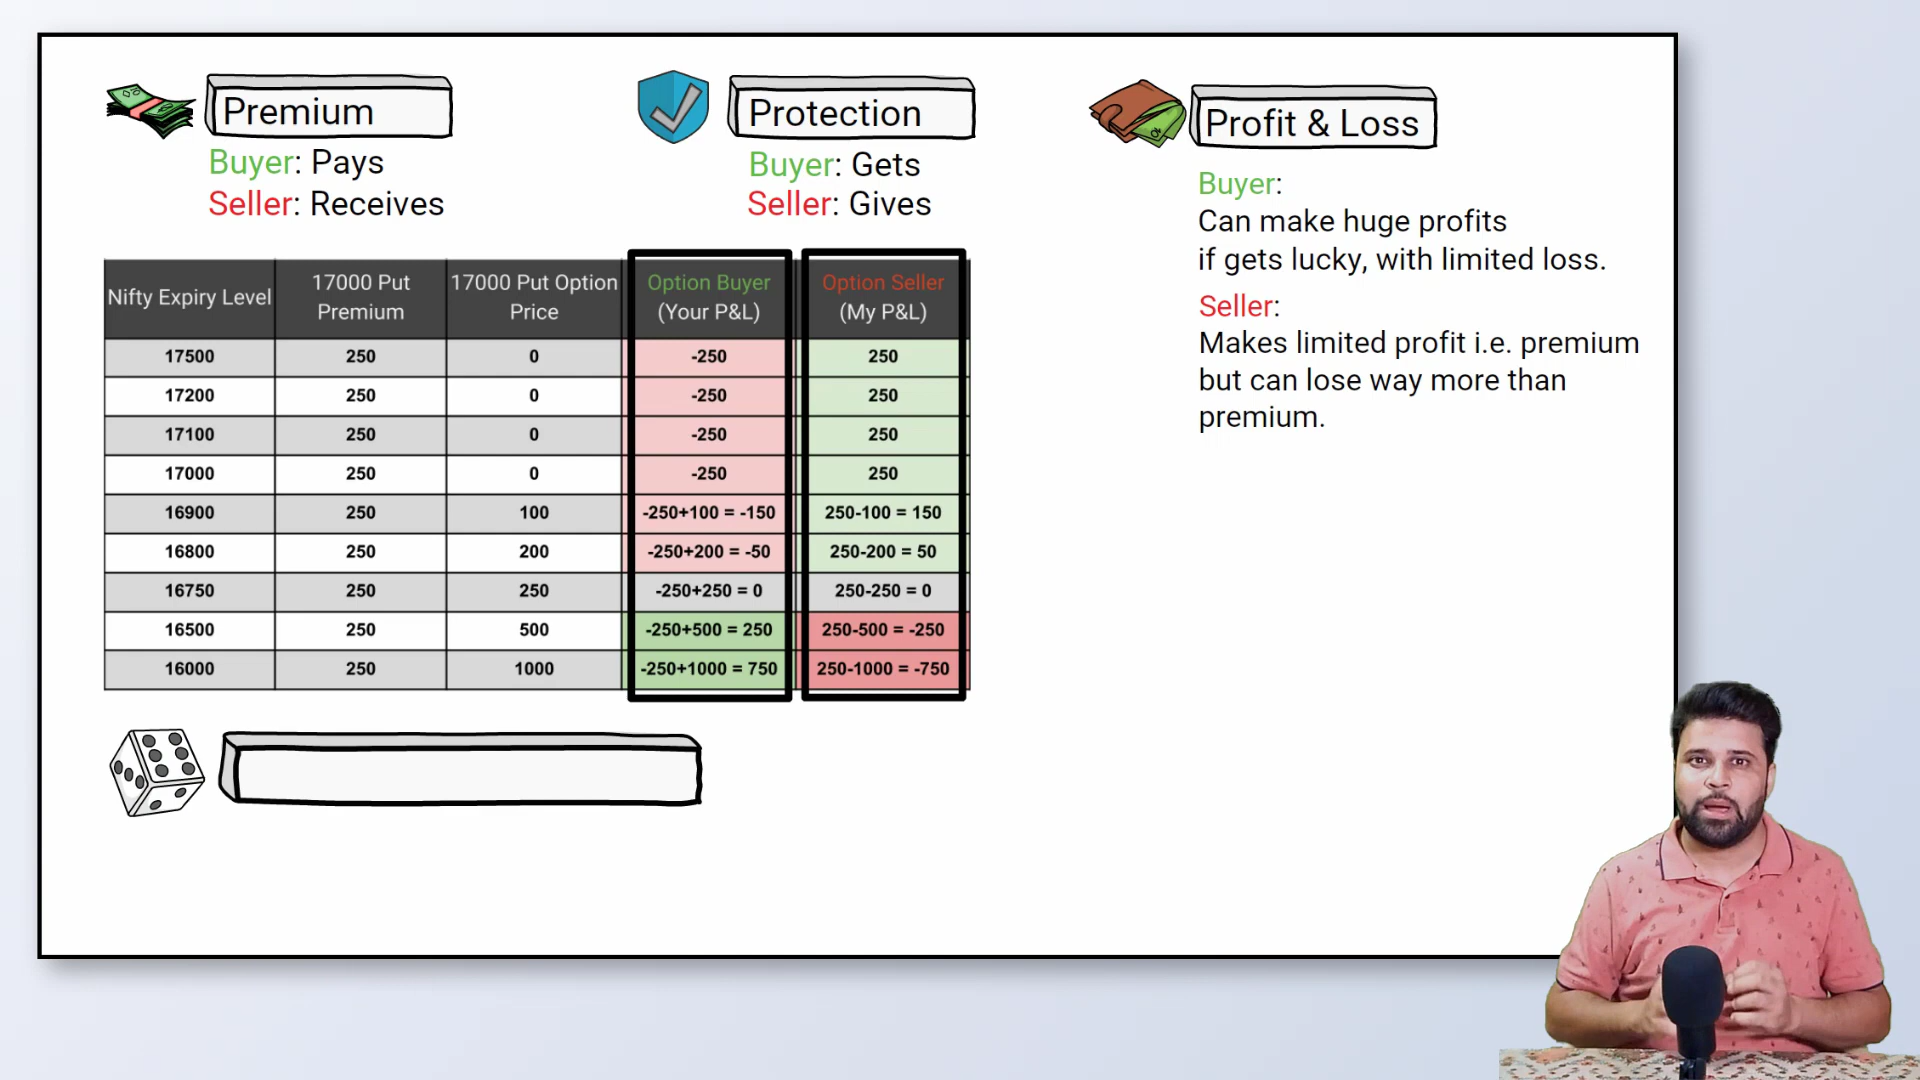 Premium
Buyer: Pays
Seller: Receives
Protection
Buyer: Gets
Seller: Gives
Profit & Loss
Buyer:
Can make huge profits
if gets lucky, with limited loss.
Seller:
Makes limited profit i.e. premium
but can lose way more than
premium.
Nifty Expiry Level 17000 Put Premium 17000 Put Option Price Option Buyer (Your P&L) Option Seller (My P&L)
17500 250 0 -250 250
17200 250 0 -250 250
17100 250 0 -250 250
17000 250 0 -250 250
16900 250 100 -250+100 = -150 250-100 = 150
16800 250 200 -250+200 = -50 250-200 = 50
16750 250 250 -250+250 = 0 250-250 = 0
16500 250 500 -250+500 = 250 250-500 = -250
16000 250 1000 -250+1000 = 750 250-1000 = -750